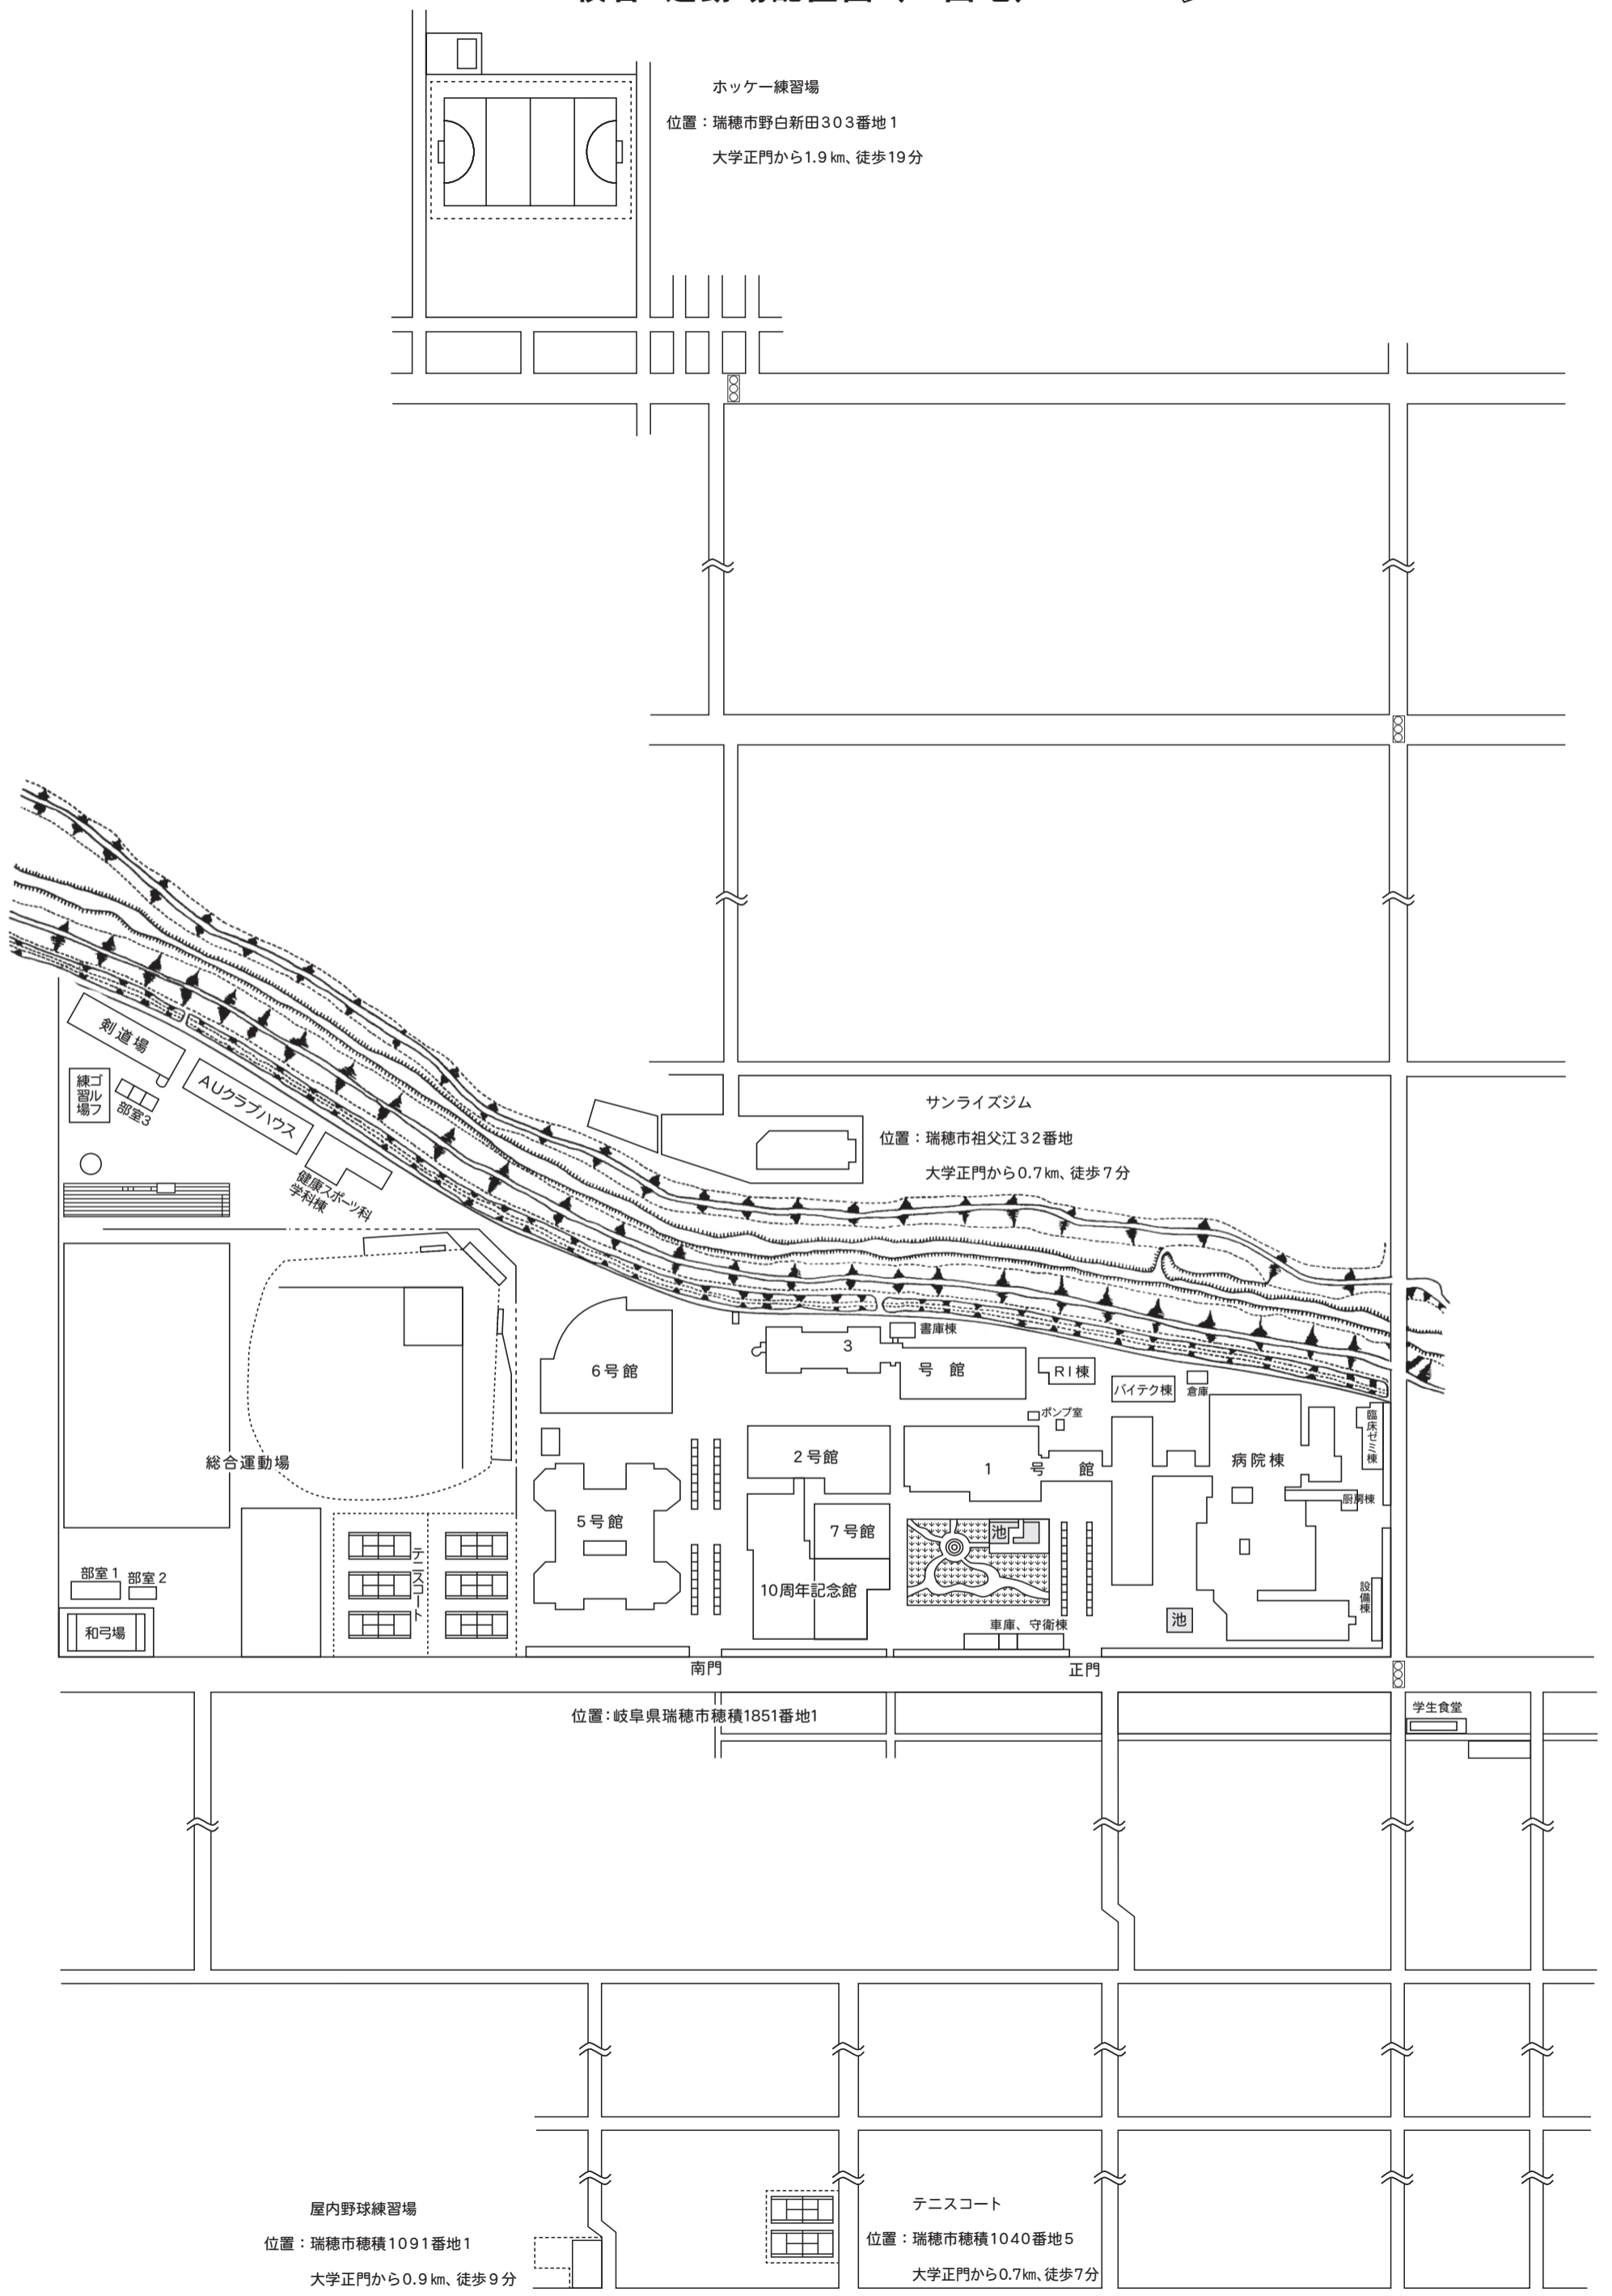 ホッケー練習場
位置：瑞穂市野白新田303番地1
大学正門から1.9㎞、徒歩19分
サンライズジム
位置：瑞穂市祖父江32番地
大学正門から0.7㎞、徒歩7分
剣道場
ゴルフ
練習場
部室3
AUクラブハウス
健康スポーツ科
学科棟
書庫棟
3号館
6号館
RI棟
バイテク棟
倉庫
ポンプ室
臨床ゼミ棟
2号館
1号館
病院棟
総合運動場
厨房棟
5号館
7号館
池
テニスコート
部室1
部室2
10周年記念館
設備棟
池
和弓場
車庫、守衛棟
南門
正門
位置：岐阜県瑞穂市穂積1851番地1
学生食堂
屋内野球練習場
位置：瑞穂市穂積1091番地1
大学正門から0.9㎞、徒歩9分
テニスコート
位置：瑞穂市穂積1040番地5
大学正門から0.7㎞、徒歩7分